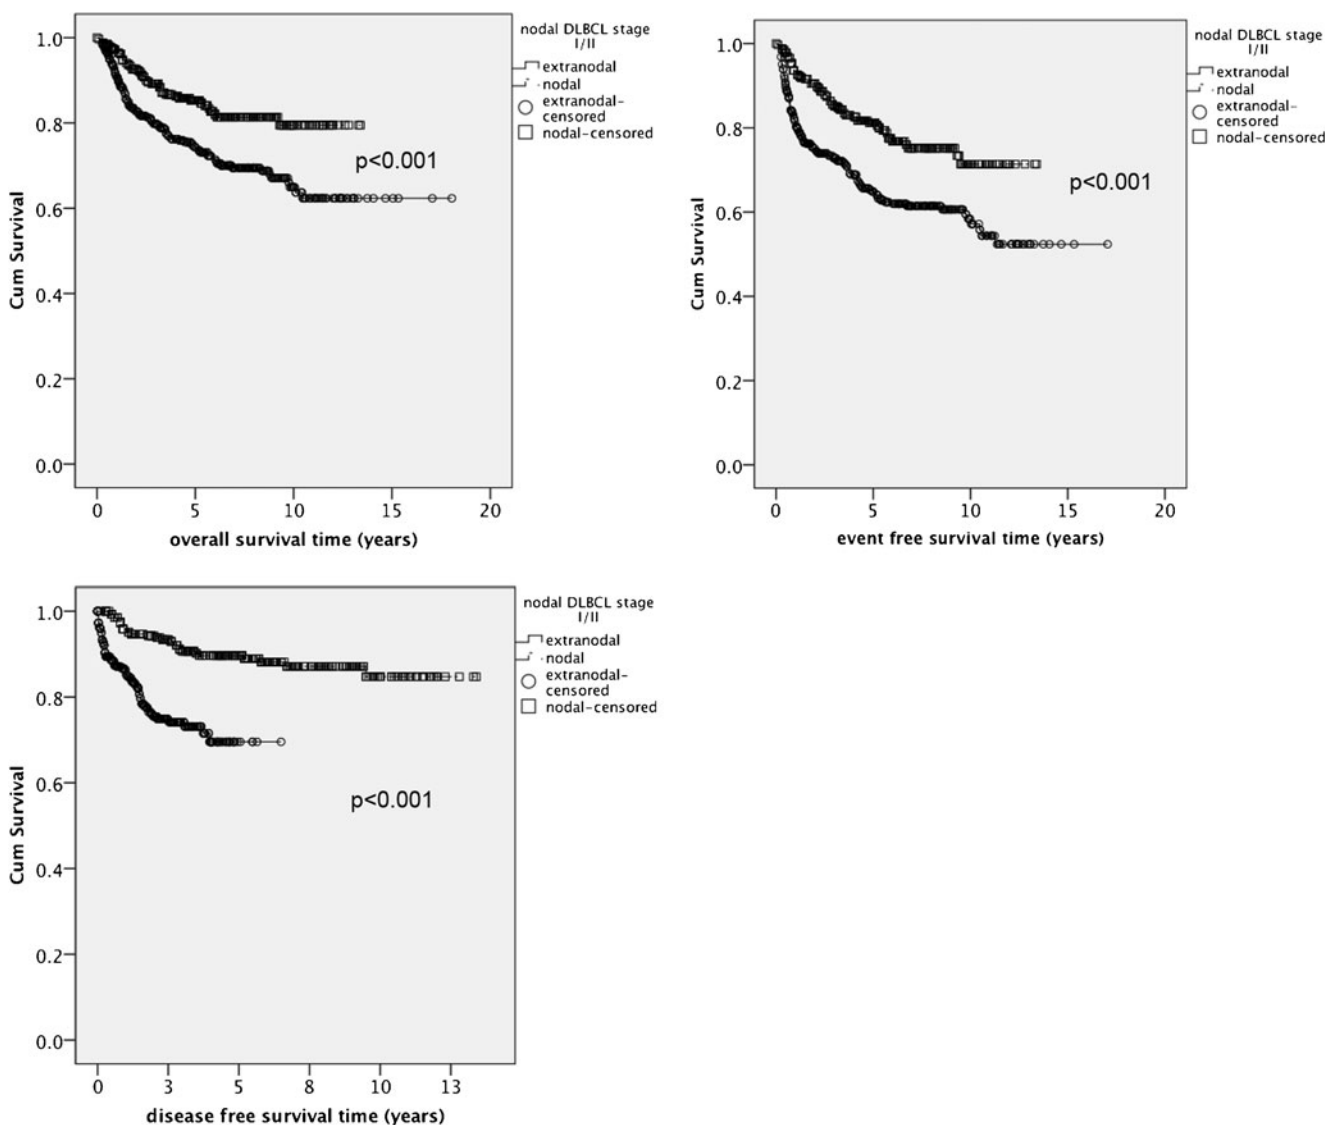 nodal DLBCL stage
I/II
extranodal
nodal
extranodal-
censored
nodal-censored
1.0
0.8
0.6
0.4
0.2
0.0
Cum Survival
p<0.001
0 5 10 15 20
overall survival time (years)
nodal DLBCL stage
I/II
extranodal
nodal
extranodal-
censored
nodal-censored
1.0
0.8
0.6
0.4
0.2
0.0
Cum Survival
p<0.001
0 5 10 15 20
event free survival time (years)
nodal DLBCL stage
I/II
extranodal
nodal
extranodal-
censored
nodal-censored
1.0
0.8
0.6
0.4
0.2
0.0
Cum Survival
p<0.001
0 3 5 8 10 13
disease free survival time (years)